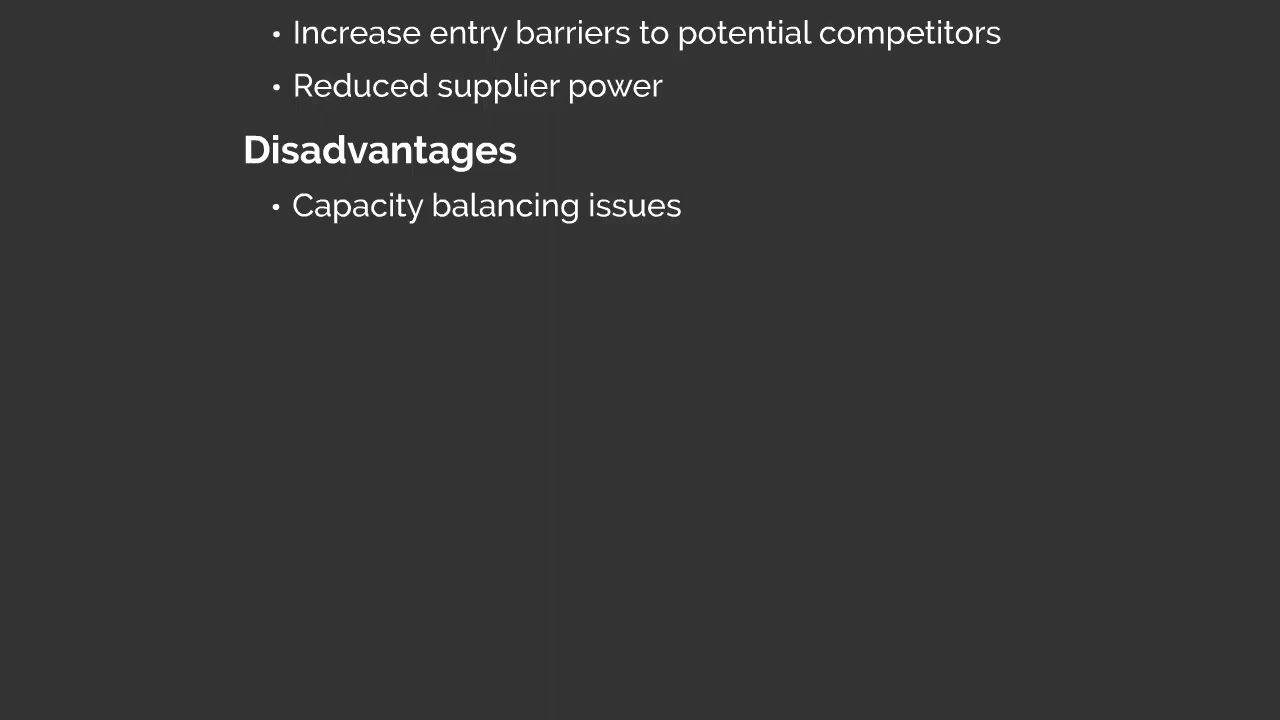 • Increase entry barriers to potential competitors
• Reduced supplier power
Disadvantages
• Capacity balancing issues